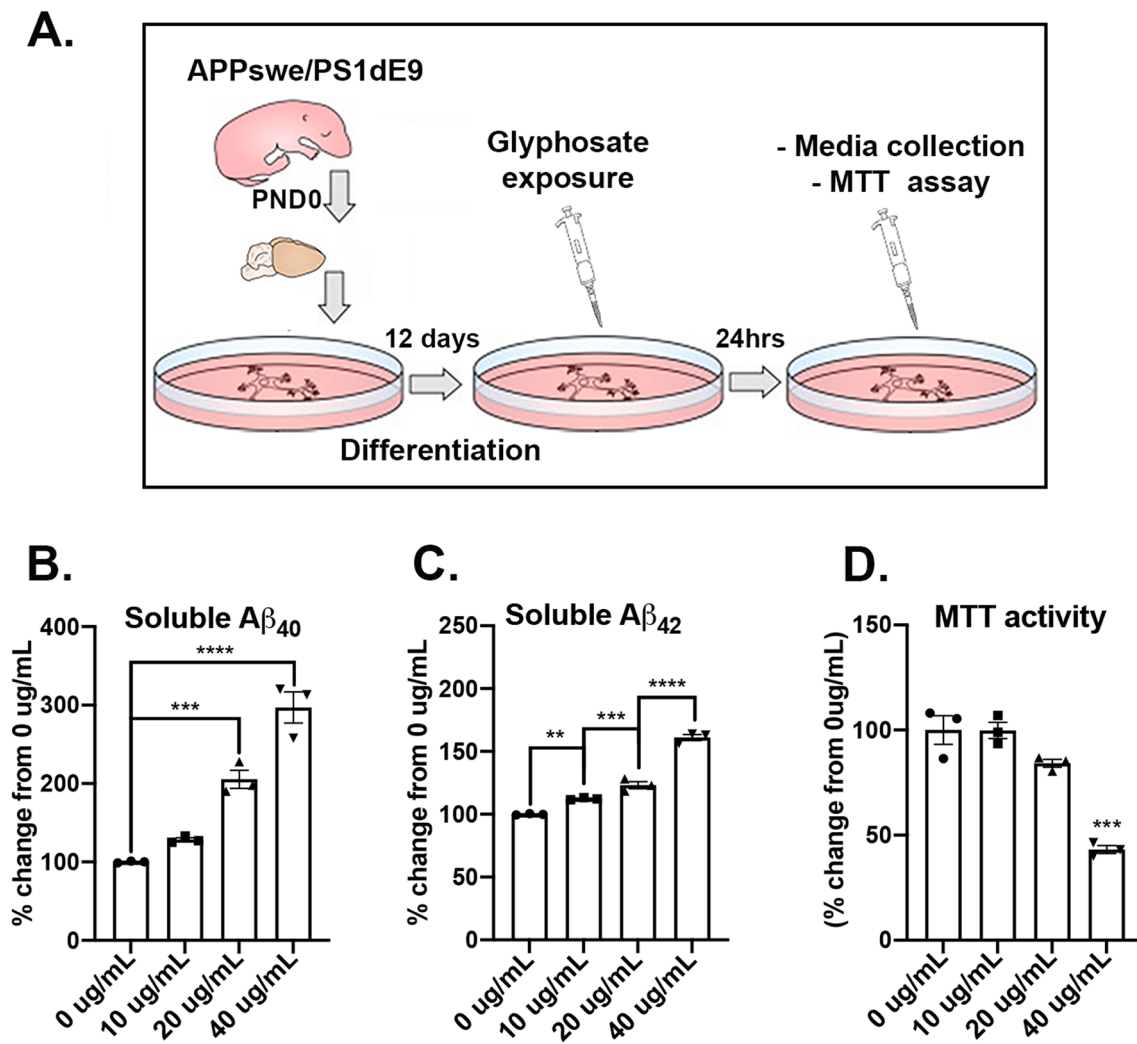 A.
APPswe/PS1dE9
PND0
Glyphosate
exposure
- Media collection
- MTT assay
12 days
24hrs
Differentiation
B.
Soluble Aβ40
% change from 0 ug/mL
400
300
200
100
0
****
***
0 ug/mL
10 ug/mL
20 ug/mL
40 ug/mL
C.
Soluble Aβ42
% change from 0 ug/mL
250
200
150
100
50
0
**
***
****
0 ug/mL
10 ug/mL
20 ug/mL
40 ug/mL
D.
MTT activity
(% change from 0ug/mL)
150
100
50
0
***
0 ug/mL
10 ug/mL
20 ug/mL
40 ug/mL